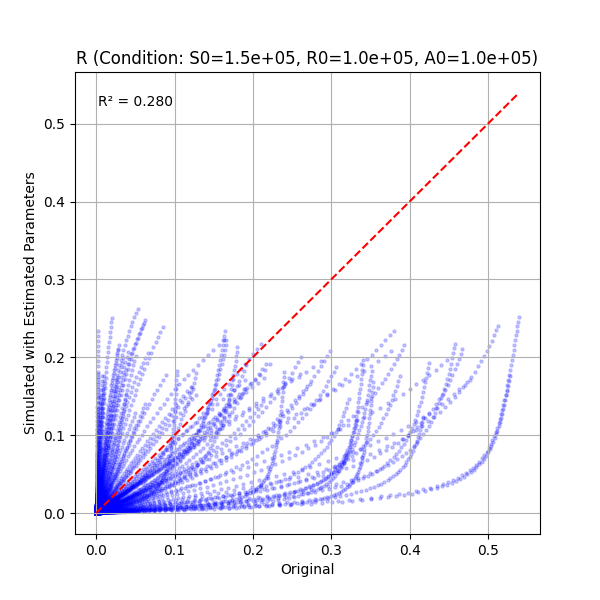 R (Condition: S0=1.5e+05, R0=1.0e+05, A0=1.0e+05)
R² = 0.280
Simulated with Estimated Parameters
0.5
0.4
0.3
0.2
0.1
0.0
0.0 0.1 0.2 0.3 0.4 0.5
Original